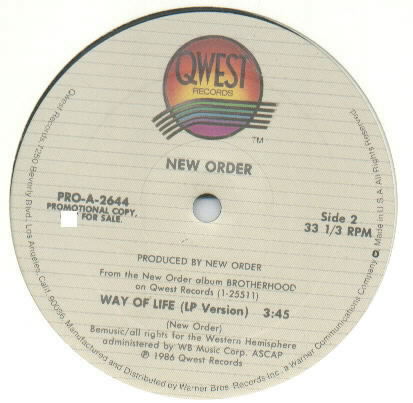 QWEST
RECORDS
TM
NEW ORDER
PRO-A-2644
PROMOTIONAL COPY.
FOR SALE.
Side 2
33 1/3 RPM
PRODUCED BY NEW ORDER
From the New Order album BROTHERHOOD
on Qwest Records (1-25511)
WAY OF LIFE (LP Version) 3:45
(New Order)
Bemusic/all rights for the Western Hemisphere
administered by WB Music Corp. ASCAP
℗ 1986 Qwest Records
Qwest Records, 7250 Beverly Blvd., Los Angeles, Calif. 90036, Manufactured and Distributed by Warner Bros. Records Inc., a Warner Communications Company Made in U.S.A. All Rights Reserved.